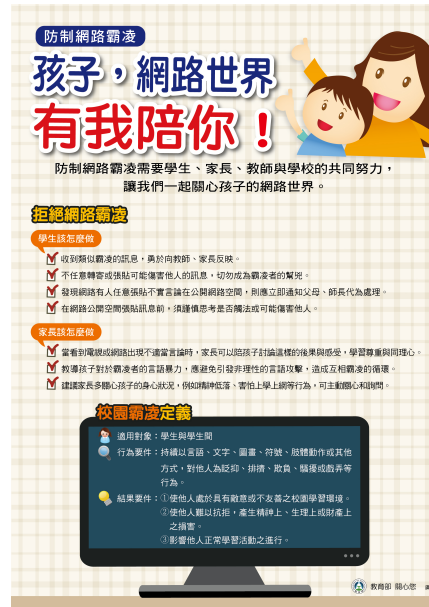 防制網路霸凌
孩子，網路世界
有我陪你！
防制網路霸凌需要學生、家長、教師與學校的共同努力，
讓我們一起關心孩子的網路世界。
拒絕網路霸凌
學生該怎麼做
收到類似霸凌的訊息，勇於向教師、家長反映。
不任意轉寄或張貼可能傷害他人的訊息，切勿成為霸凌者的幫兇。
發現網路有人任意張貼不實言論在公開網路空間，則應立即通知父母、師長代為處理。
在網路公開空間張貼訊息前，須謹慎思考是否觸法或可能傷害他人。
家長該怎麼做
當看到電視或網路出現不適當言論時，家長可以陪孩子討論這樣的後果與感受，學習尊重與同理心。
教導孩子對於霸凌者的言語暴力，應避免引發非理性的言語攻擊，造成互相霸凌的循環。
建議家長多關心孩子的身心狀況，例如精神低落、害怕上學上網等行為，可主動關心和詢問。
校園霸凌定義
適用對象：學生與學生間
行為要件：持續以言語、文字、圖畫、符號、肢體動作或其他
方式，對他人為貶抑、排擠、欺負、騷擾或戲弄等
行為。
結果要件：①使他人處於具有敵意或不友善之校園學習環境。
②使他人難以抗拒，產生精神上、生理上或財產上
之損害。
③影響他人正常學習活動之進行。
教育部 關心您